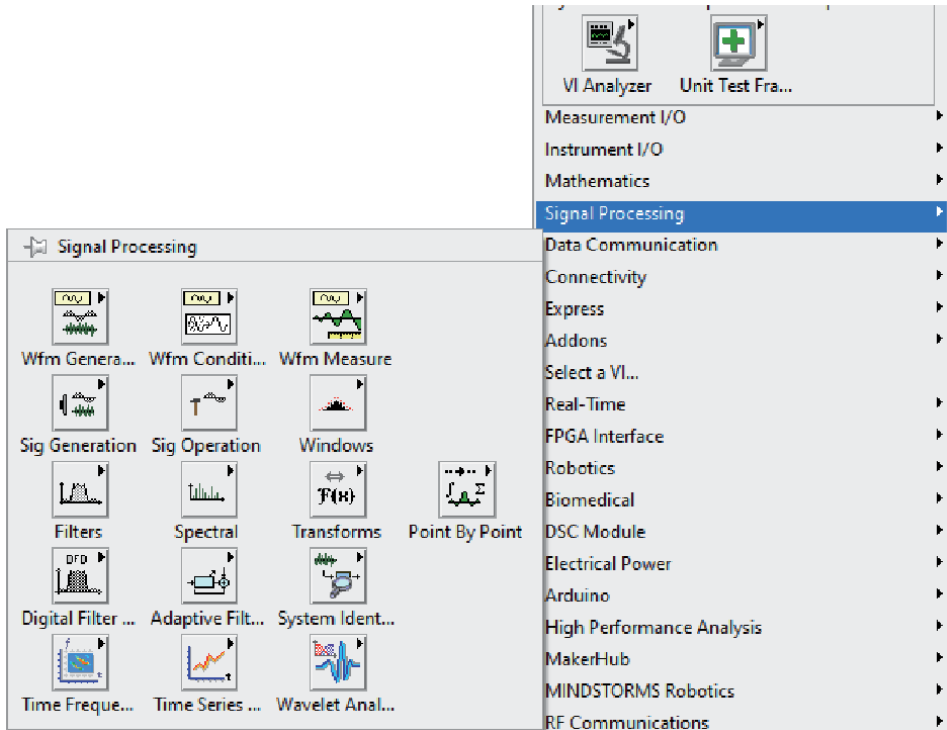 VI Analyzer Unit Test Fra...
Measurement I/O
Instrument I/O
Mathematics
Signal Processing
Data Communication
Connectivity
Express
Addons
Select a VI...
Real-Time
FPGA Interface
Robotics
Biomedical
DSC Module
Electrical Power
Arduino
High Performance Analysis
MakerHub
MINDSTORMS Robotics
RF Communications
Signal Processing
Wfm Genera... Wfm Conditi... Wfm Measure
Sig Generation Sig Operation Windows
F(x)
Filters Spectral Transforms Point By Point
DFD
Digital Filter ... Adaptive Filt... System Ident...
f
t t
Time Freque... Time Series ... Wavelet Anal...